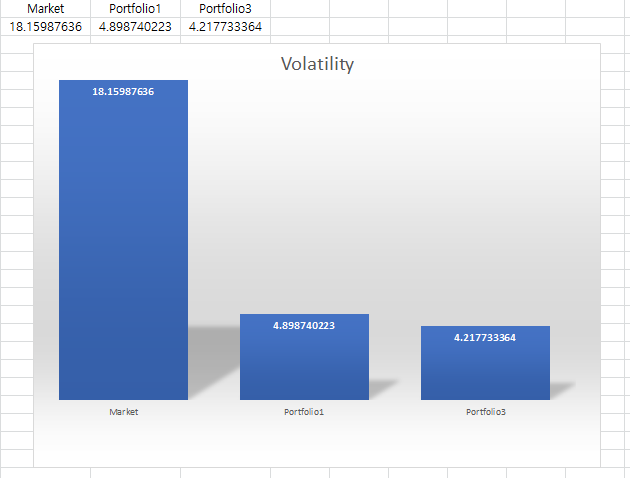 Market Portfolio1 Portfolio3
18.15987636 4.898740223 4.217733364
Volatility
18.15987636
4.898740223
4.217733364
Market Portfolio1 Portfolio3